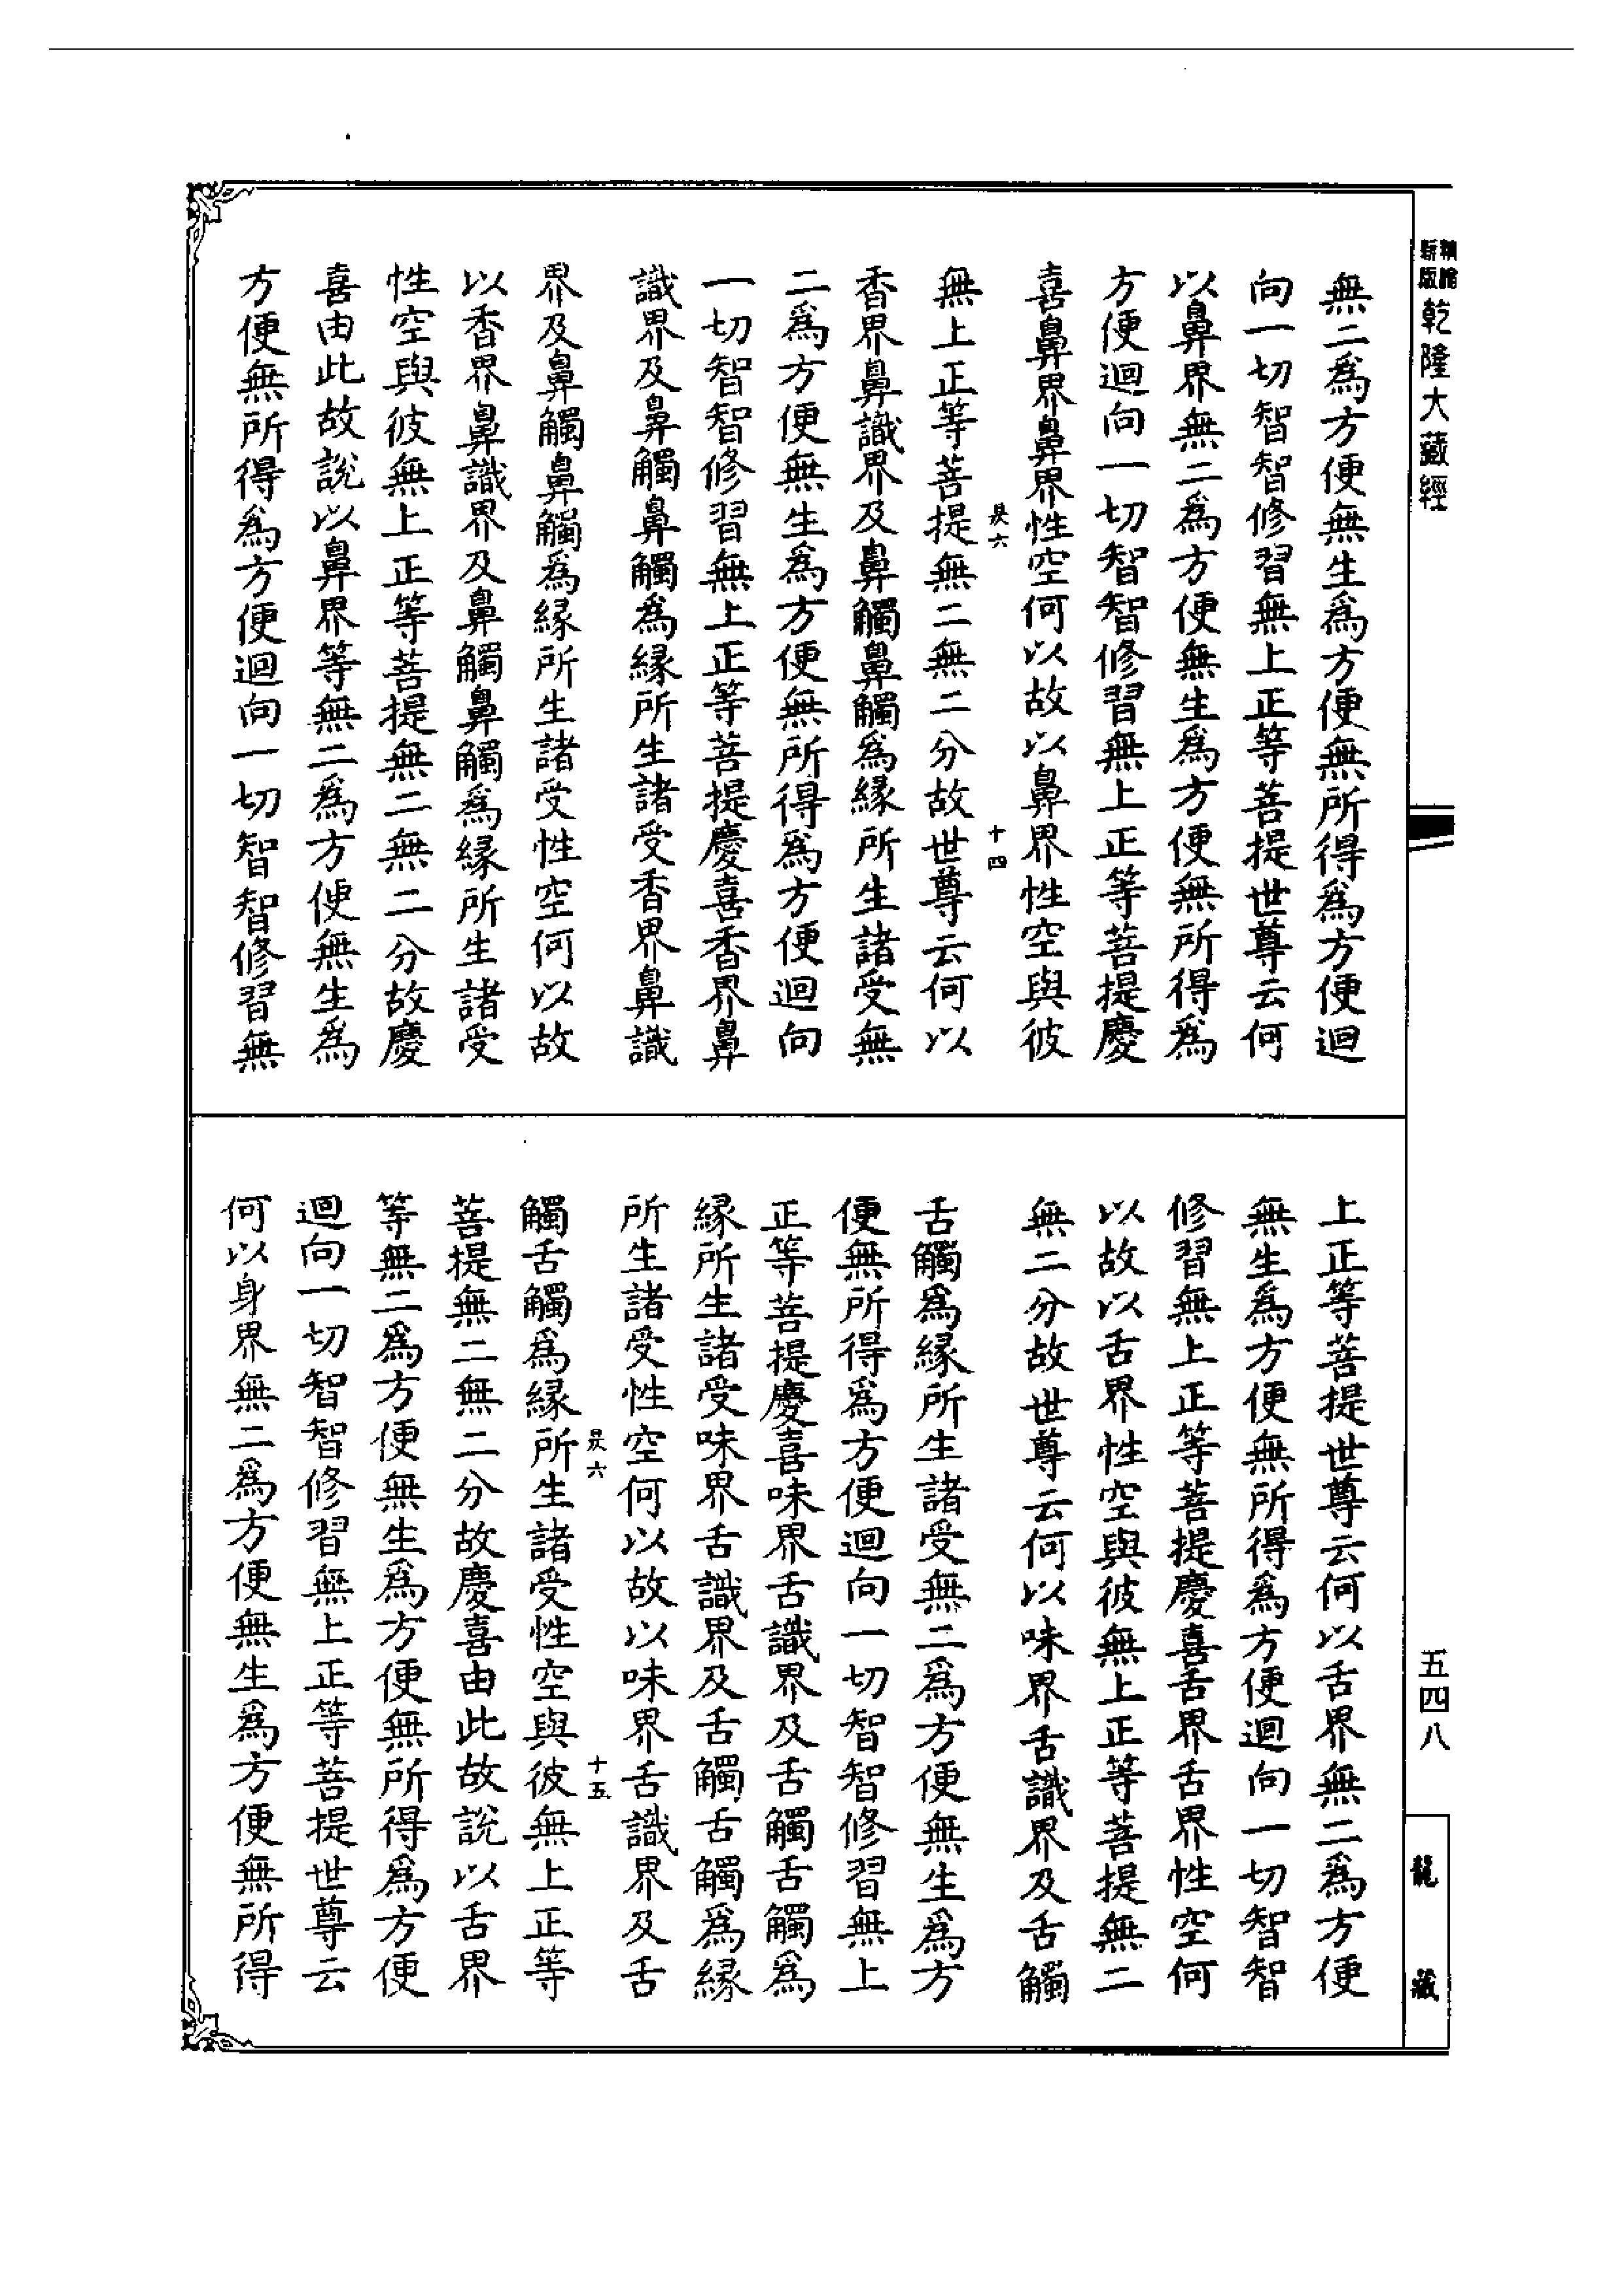 精縮新版乾隆大藏經
五四八
龍藏
無二爲方便無生爲方便無所得爲方便迴
向一切智智修習無上正等菩提世尊云何
以鼻界無二爲方便無生爲方便無所得爲
方便迴向一切智智修習無上正等菩提慶
喜鼻界鼻界性空何以故以鼻界性空與彼
無上正等菩提無二無二分故世尊云何以
香界鼻識界及鼻觸鼻觸爲緣所生諸受無
二爲方便無生爲方便無所得爲方便迴向
一切智智修習無上正等菩提慶喜香界鼻
識界及鼻觸鼻觸爲緣所生諸受香界鼻識
界及鼻觸鼻觸爲緣所生諸受性空何以故
以香界鼻識界及鼻觸鼻觸爲緣所生諸受
性空與彼無上正等菩提無二無二分故慶
喜由此故說以鼻界等無二爲方便無生爲
方便無所得爲方便迴向一切智智修習無
六 十四
上正等菩提世尊云何以舌界無二爲方便
無生爲方便無所得爲方便迴向一切智智
修習無上正等菩提慶喜舌界舌界性空何
以故以舌界性空與彼無上正等菩提無二
無二分故世尊云何以味界舌識界及舌觸
舌觸爲緣所生諸受無二爲方便無生爲方
便無所得爲方便迴向一切智智修習無上
正等菩提慶喜味界舌識界及舌觸舌觸爲
緣所生諸受味界舌識界及舌觸舌觸爲緣
所生諸受性空何以故以味界舌識界及舌
觸舌觸爲緣所生諸受性空與彼無上正等
菩提無二無二分故慶喜由此故說以舌界
等無二爲方便無生爲方便無所得爲方便
迴向一切智智修習無上正等菩提世尊云
何以身界無二爲方便無生爲方便無所得
六 十五